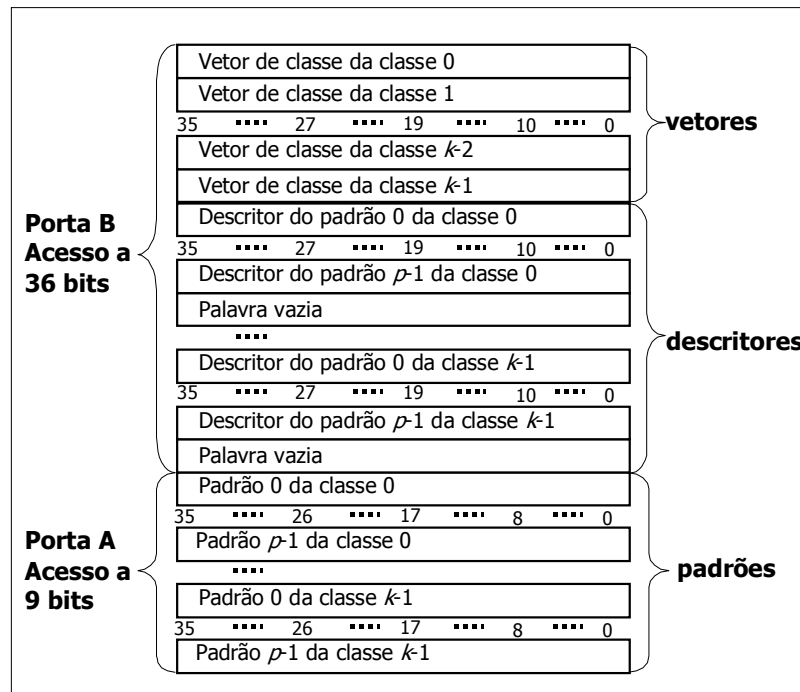 Vetor de classe da classe 0
Vetor de classe da classe 1
35 .... 27 .... 19 .... 10 .... 0
Vetor de classe da classe k-2
Vetor de classe da classe k-1
vetores
Porta B
Acesso a
36 bits
Descritor do padrão 0 da classe 0
35 .... 27 .... 19 .... 10 .... 0
Descritor do padrão p-1 da classe 0
Palavra vazia
....
Descritor do padrão 0 da classe k-1
35 .... 27 .... 19 .... 10 .... 0
Descritor do padrão p-1 da classe k-1
Palavra vazia
descritores
Porta A
Acesso a
9 bits
Padrão 0 da classe 0
35 .... 26 .... 17 .... 8 .... 0
Padrão p-1 da classe 0
....
Padrão 0 da classe k-1
35 .... 26 .... 17 .... 8 .... 0
Padrão p-1 da classe k-1
padrões